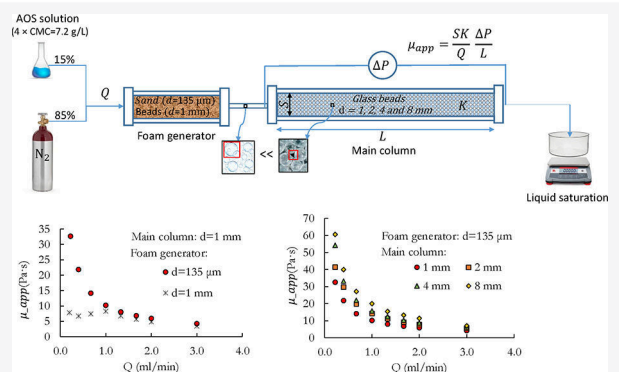 AOS solution
(4 × CMC=7.2 g/L)
15%
85%
N2
Q
Sand (d=135 µm)
Beads (d=1 mm)
Foam generator
<<
S
Glass beads
d = 1, 2, 4 and 8 mm
K
L
Main column
ΔP
µapp = SK/Q ΔP/L
Liquid saturation
µ_app(Pa·s)
35
30
25
20
15
10
5
0
0.0 1.0 2.0 3.0 4.0
Q (ml/min)
Main column: d=1 mm
Foam generator:
d=135 µm
d=1 mm
µ_app(Pa·s)
70
60
50
40
30
20
10
0
0.0 1.0 2.0 3.0 4.0
Q (ml/min)
Foam generator: d=135 µm
Main column:
1 mm 2 mm
4 mm 8 mm